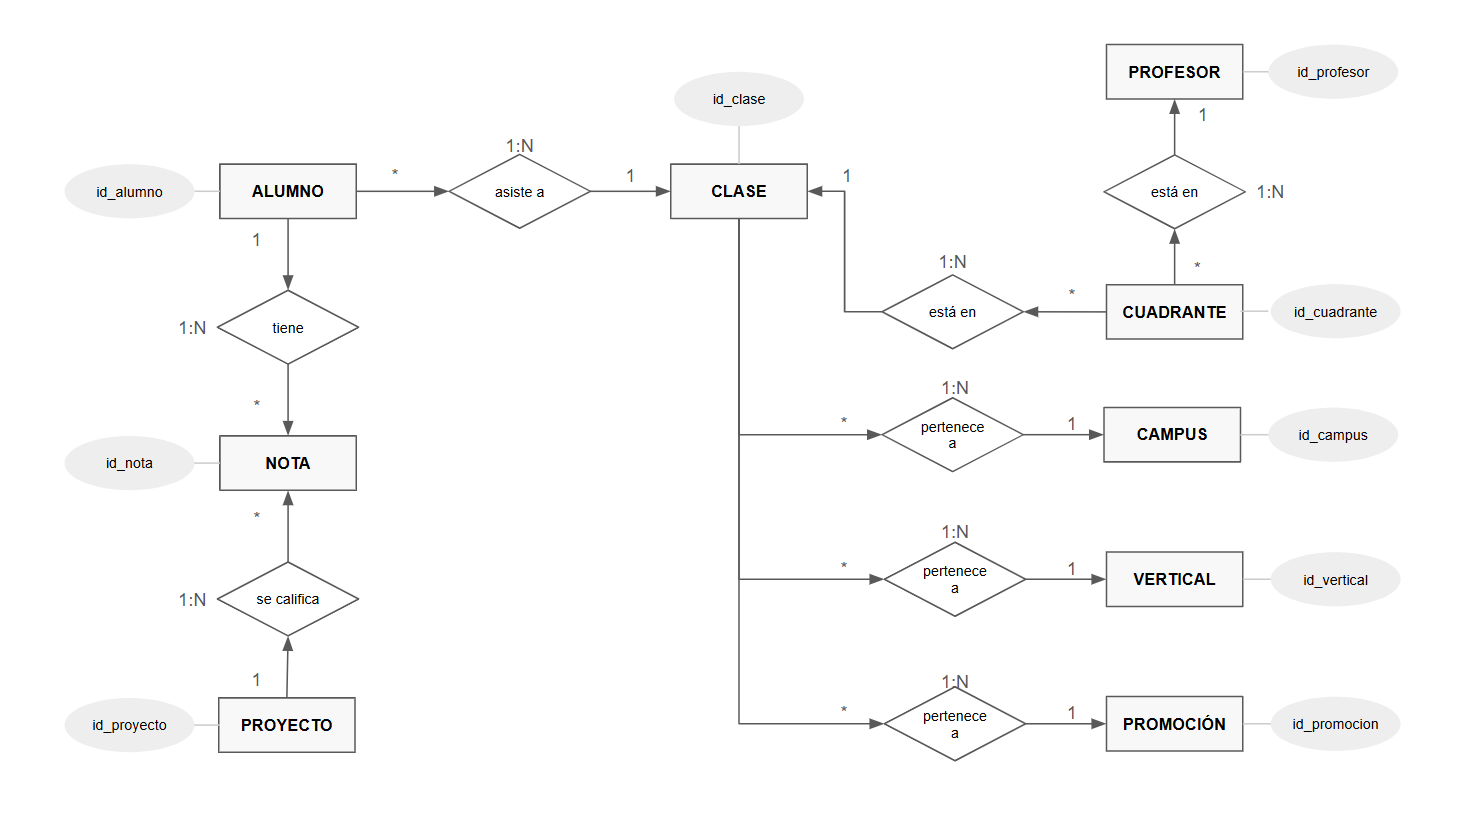 PROFESOR
id_profesor
id_clase
1
1:N
*
1
1
id_alumno
ALUMNO
asiste a
CLASE
está en
1:N
1
1:N
*
*
CUADRANTE
id_cuadrante
está en
1:N
tiene
1:N
*
*
pertenece
a
1
CAMPUS
id_campus
id_nota
NOTA
*
1:N
*
pertenece
a
1
VERTICAL
id_vertical
1:N
se califica
1
1:N
*
pertenece
a
1
PROMOCIÓN
id_promocion
id_proyecto
PROYECTO